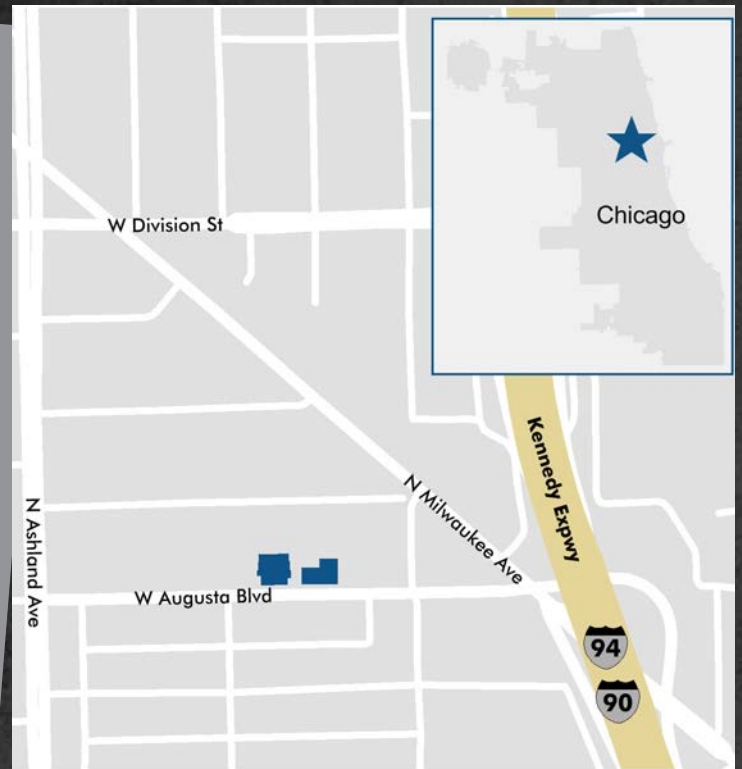 Chicago
W Division St
Kennedy Expwy
N Milwaukee Ave
N Ashland Ave
W Augusta Blvd
94
90